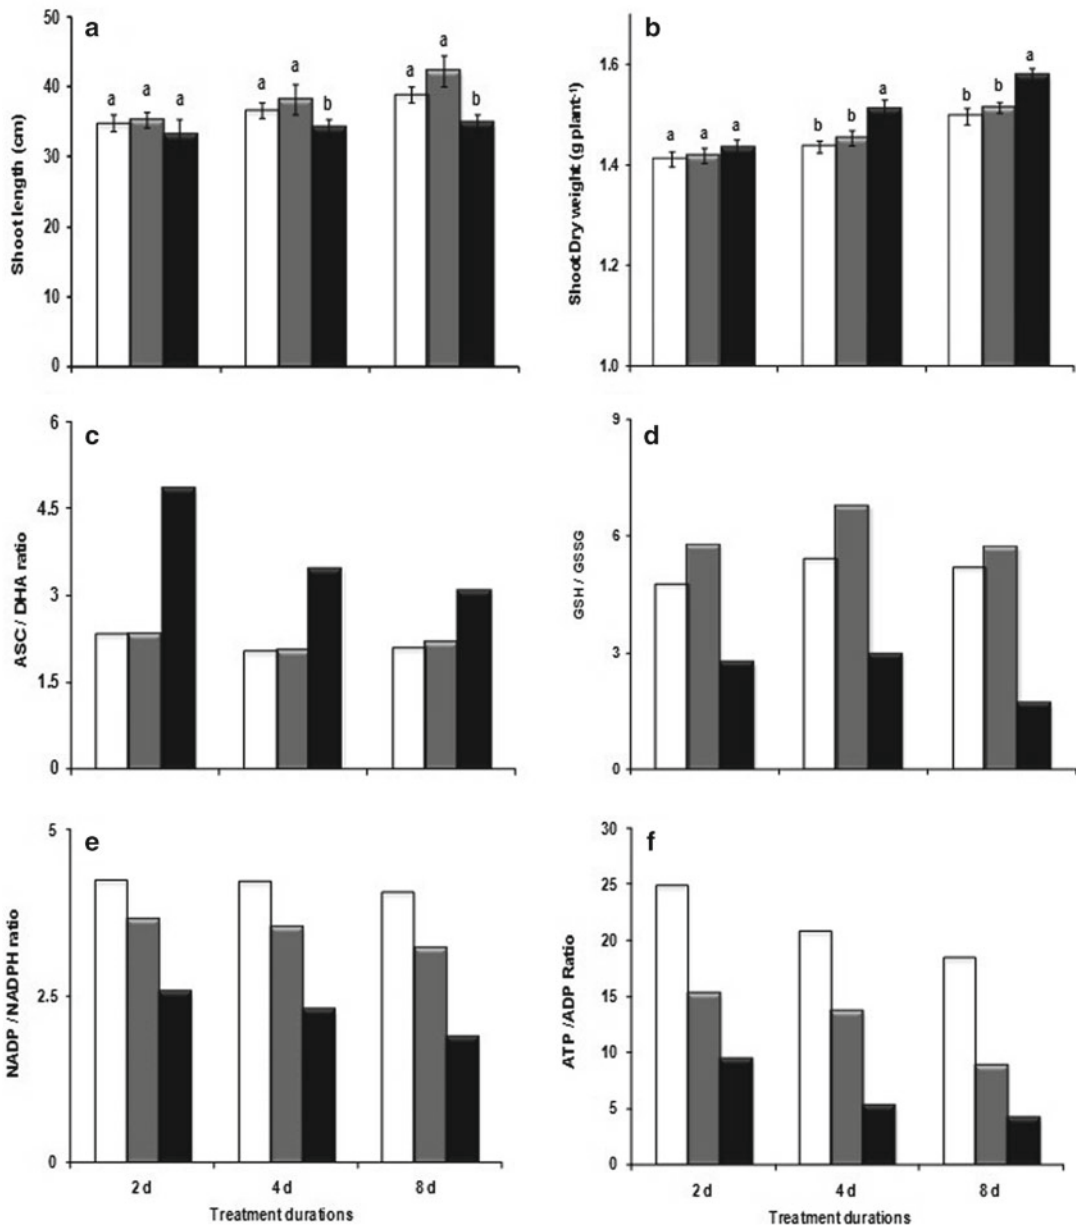 a
Shoot length (cm)
50
40
30
20
10
0
a
a
a
a
a
b
a
a
b
b
Shoot Dry weight (g plant-1)
1.6
1.4
1.2
1.0
a
a
a
b
b
a
b
b
a
c
ASC / DHA ratio
6
4.5
3
1.5
0
d
GSH / GSSG
9
6
3
0
e
NADP / NADPH ratio
5
2.5
0
2 d
4 d
8 d
Treatment durations
f
ATP /ADP Ratio
30
25
20
15
10
5
0
2 d
4 d
8 d
Treatment durations